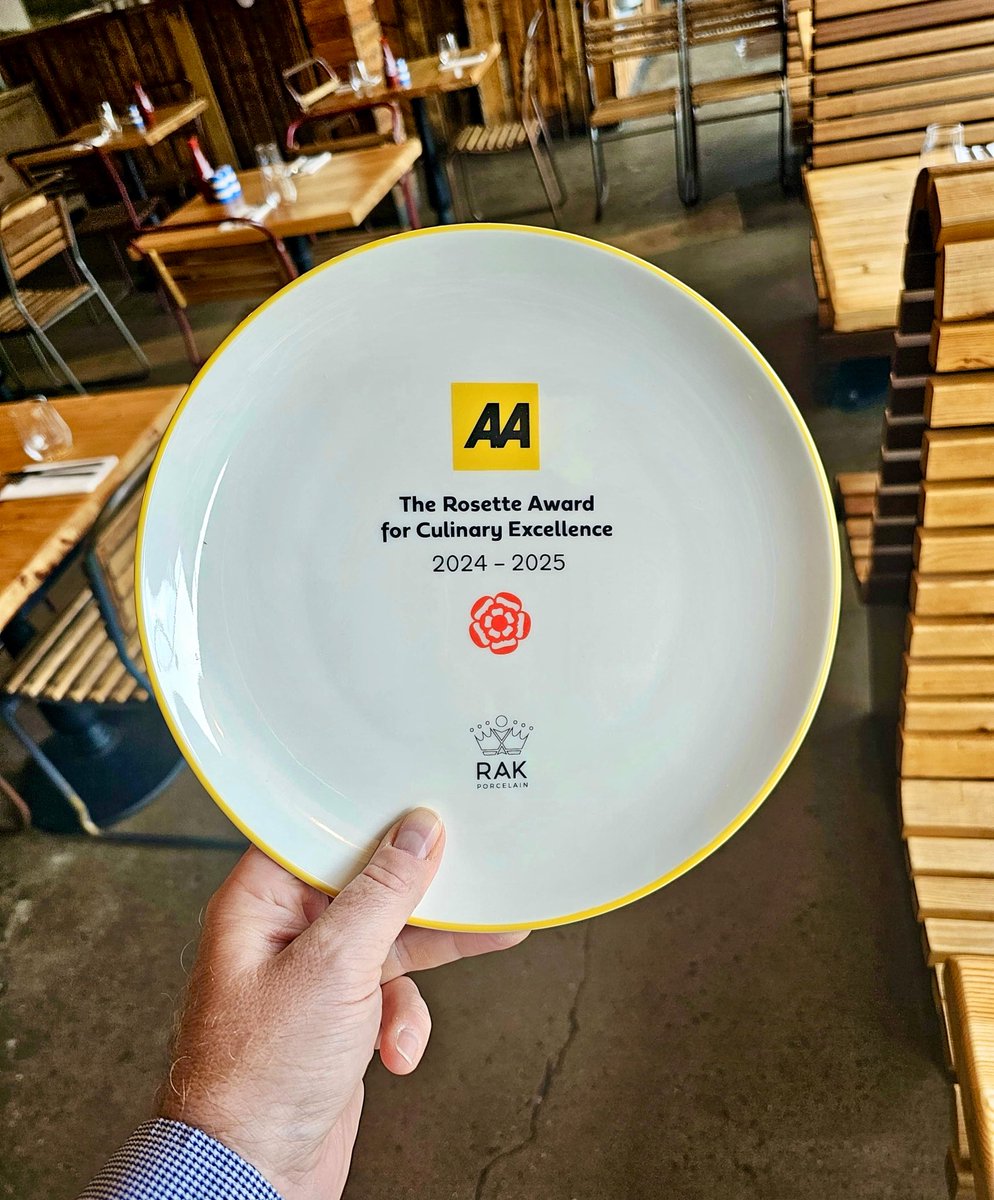 AA
The Rosette Award
for Culinary Excellence
2024 – 2025
RAK
PORCELAIN